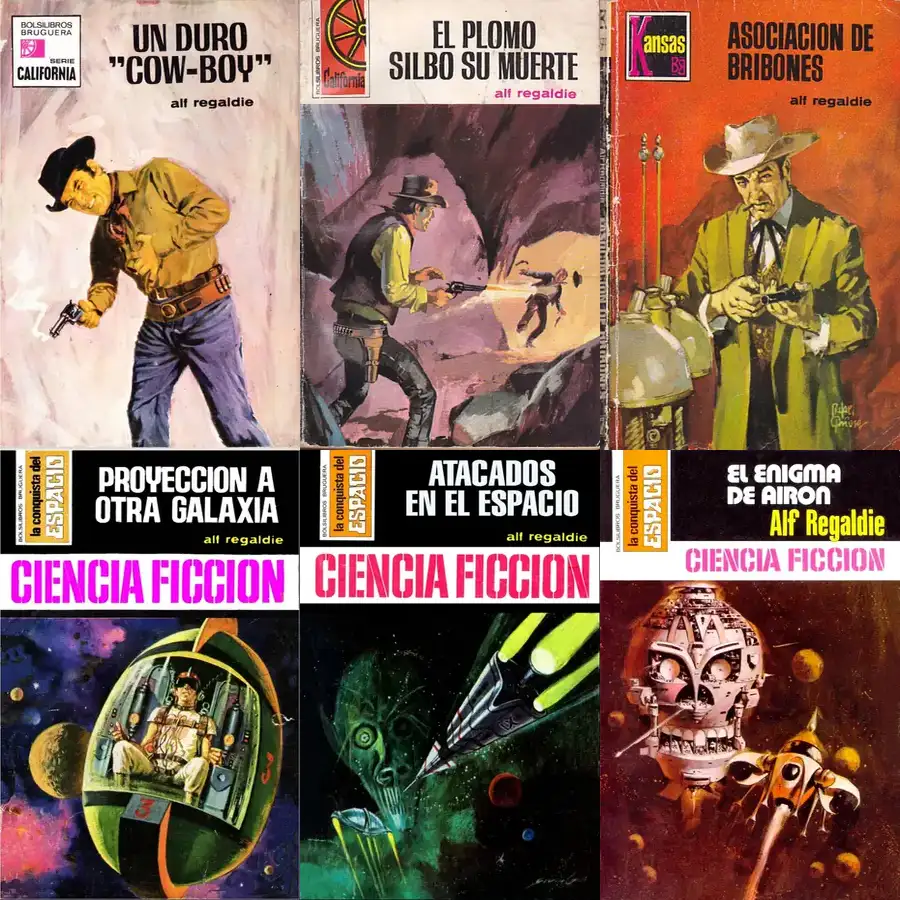 BOLSILIBROS
BRUGUERA
SERIE
CALIFORNIA
UN DURO
"COW-BOY"
alf regaldie
BOLSILIBROS BRUGUERA
California
EL PLOMO
SILBO SU MUERTE
alf regaldie
Kansas
ASOCIACION DE
BRIBONES
alf regaldie
BOLSILIBROS BRUGUERA
la conquista del
ESPACIO
PROYECCION A
OTRA GALAXIA
alf regaldie
CIENCIA FICCION
3
BOLSILIBROS BRUGUERA
la conquista del
ESPACIO
ATACADOS
EN EL ESPACIO
alf regaldie
CIENCIA FICCION
IX
BOLSILIBROS BRUGUERA
la conquista del
ESPACIO
EL ENIGMA
DE AIRON
Alf Regaldie
CIENCIA FICCION